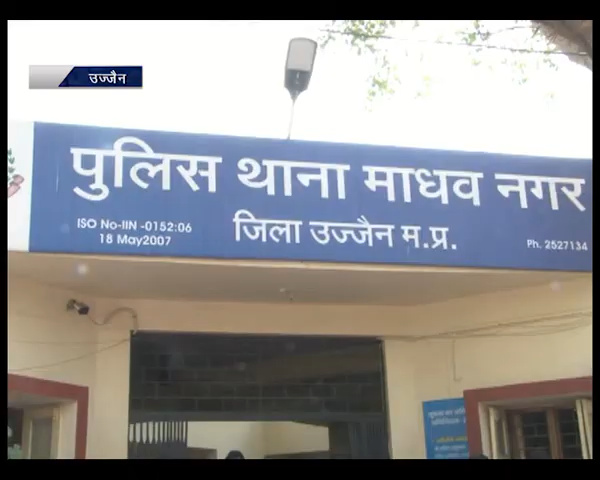 उज्जैन
पुलिस थाना माधव नगर
ISO No-IIN -0152:06
18 May2007
जिला उज्जैन म.प्र.
Ph. 2527134